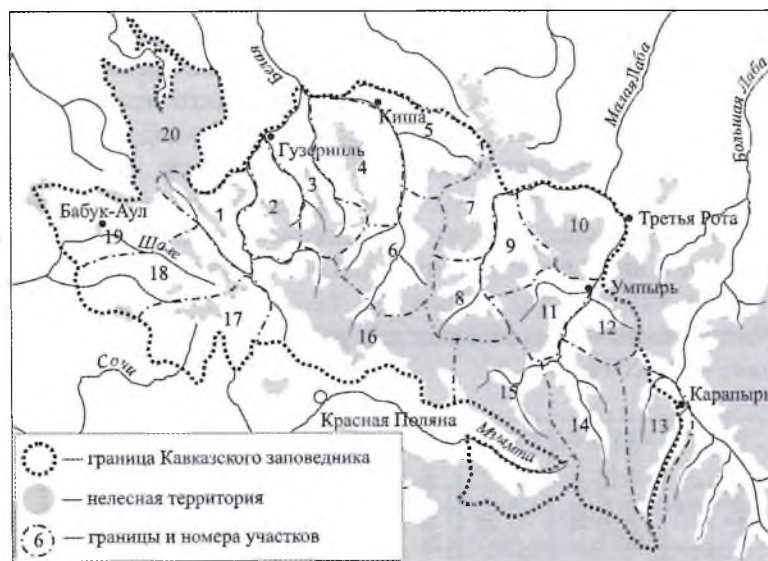 Белая
Малая Лаба
Большая Лаба
Киша
5
20
Гузерипль
4
3
Бабук-Аул
1
2
7
10
Третья Рота
19
Шахе
6
9
18
8
Умпырь
11
12
17
16
Сочи
15
Карапырь
Красная Поляна
14
13
Мзымта
граница Кавказского заповедника
нелесная территория
6
границы и номера участков